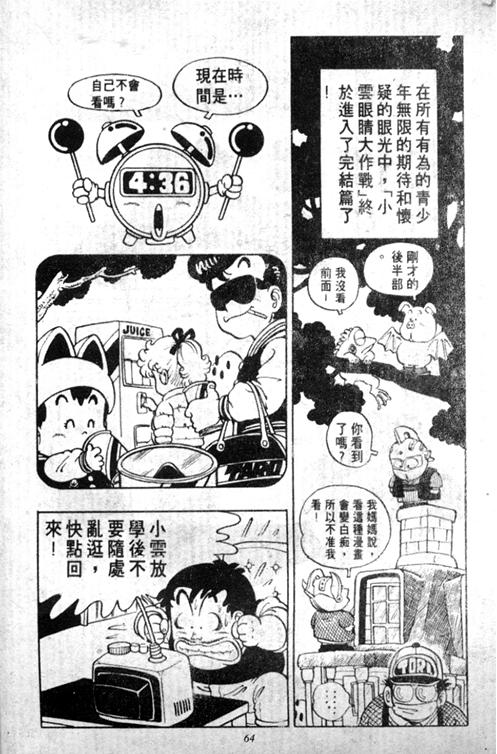 在所有有為的青少
年無限的期待和懷
疑的眼光中，「小
雲眼睛大作戰」終
於進入了完結篇了
！
剛才的
後半部
。
我沒看
前面！
你看到
了嗎？
我媽媽說，
看這種漫畫
會變白痴，
所以不准我
看！
……
現在時
間是…
自己不會
看嗎？
4:36
JUICE
TARO
小雲放
學後不
要隨處
亂逛，
快點回
來！
64